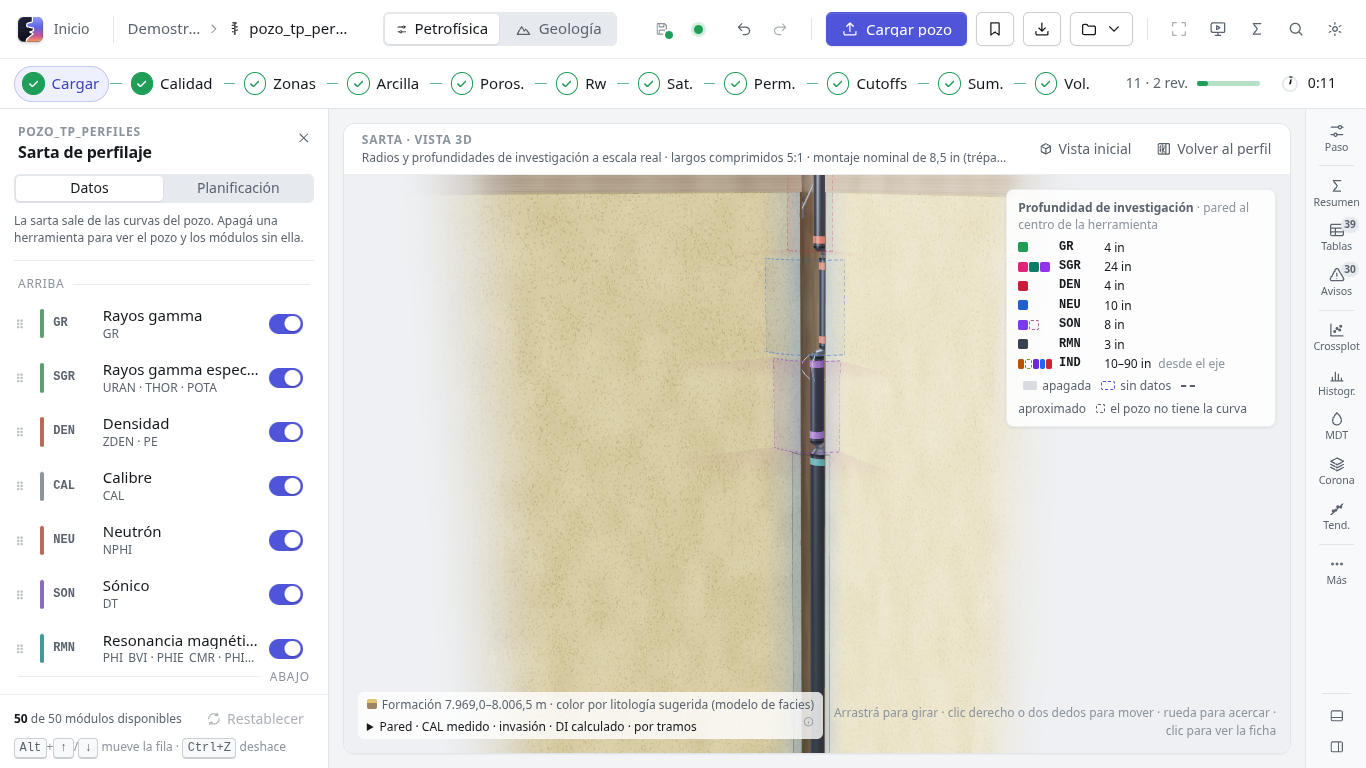 Inicio
Demostr...
pozo_tp_per...
Petrofísica
Geología
Cargar pozo
Cargar
Calidad
Zonas
Arcilla
Poros.
Rw
Sat.
Perm.
Cutoffs
Sum.
Vol.
11 · 2 rev.
0:11
POZO_TP_PERFILES
Sarta de perfilaje
Datos
Planificación
La sarta sale de las curvas del pozo. Apagá una
herramienta para ver el pozo y los módulos sin ella.
ARRIBA
GR
Rayos gamma
GR
SGR
Rayos gamma espec...
URAN · THOR · POTA
DEN
Densidad
ZDEN · PE
CAL
Calibre
CAL
NEU
Neutrón
NPHI
SON
Sónico
DT
RMN
Resonancia magnéti...
PHI_BVI · PHIE_CMR · PHI...
ABAJO
50 de 50 módulos disponibles
Restablecer
Alt + ↑ / ↓ mueve la fila · Ctrl+Z deshace
SARTA · VISTA 3D
Radios y profundidades de investigación a escala real · largos comprimidos 5:1 · montaje nominal de 8,5 in (trépa...
Vista inicial
Volver al perfil
Profundidad de investigación · pared al
centro de la herramienta
GR 4 in
SGR 24 in
DEN 4 in
NEU 10 in
SON 8 in
RMN 3 in
IND 10–90 in desde el eje
apagada sin datos
aproximado el pozo no tiene la curva
Formación 7.969,0–8.006,5 m · color por litología sugerida (modelo de facies)
Pared · CAL medido · invasión · DI calculado · por tramos
Arrastrá para girar · clic derecho o dos dedos para mover · rueda para acercar ·
clic para ver la ficha
Paso
Resumen
39
Tablas
30
Avisos
Crossplot
Histogr.
MDT
Corona
Tend.
Más